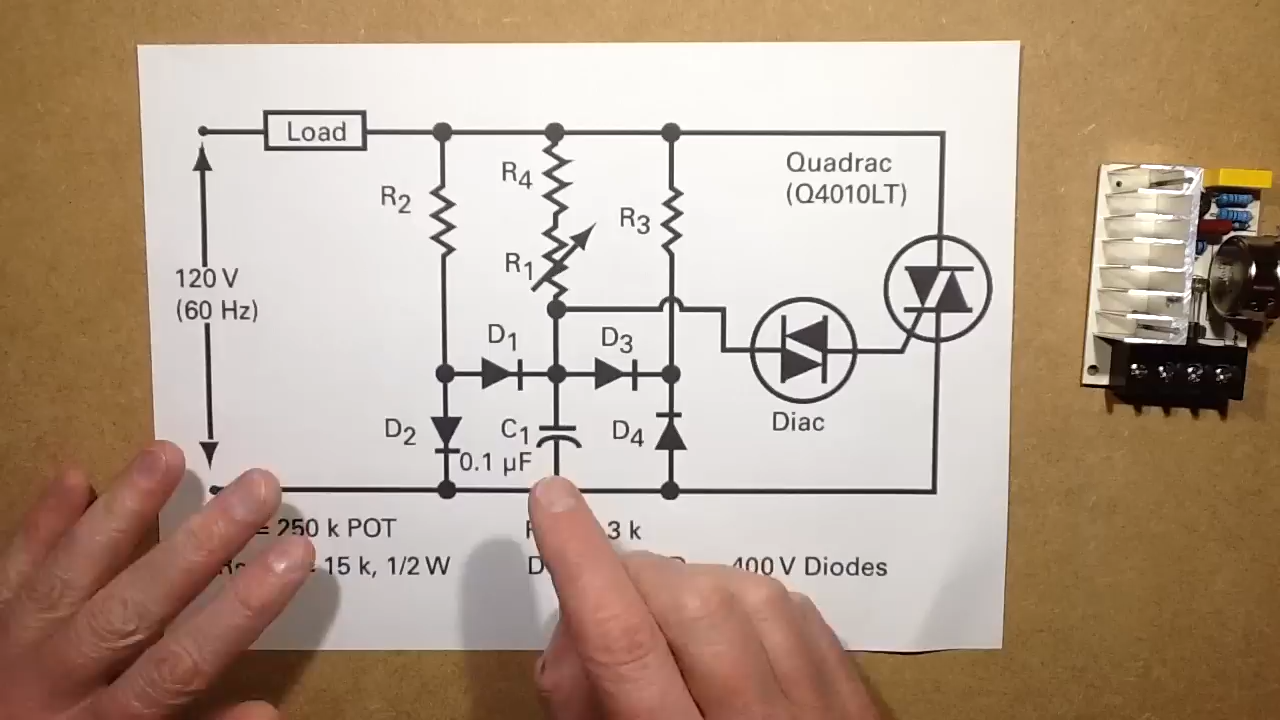 Load
Quadrac
(Q4010LT)
R4
R2
R3
R1
120 V
(60 Hz)
D1
D3
Diac
D2
C1
D4
0.1 µF
= 250 k POT
3 k
15 k, 1/2 W
D
400 V Diodes